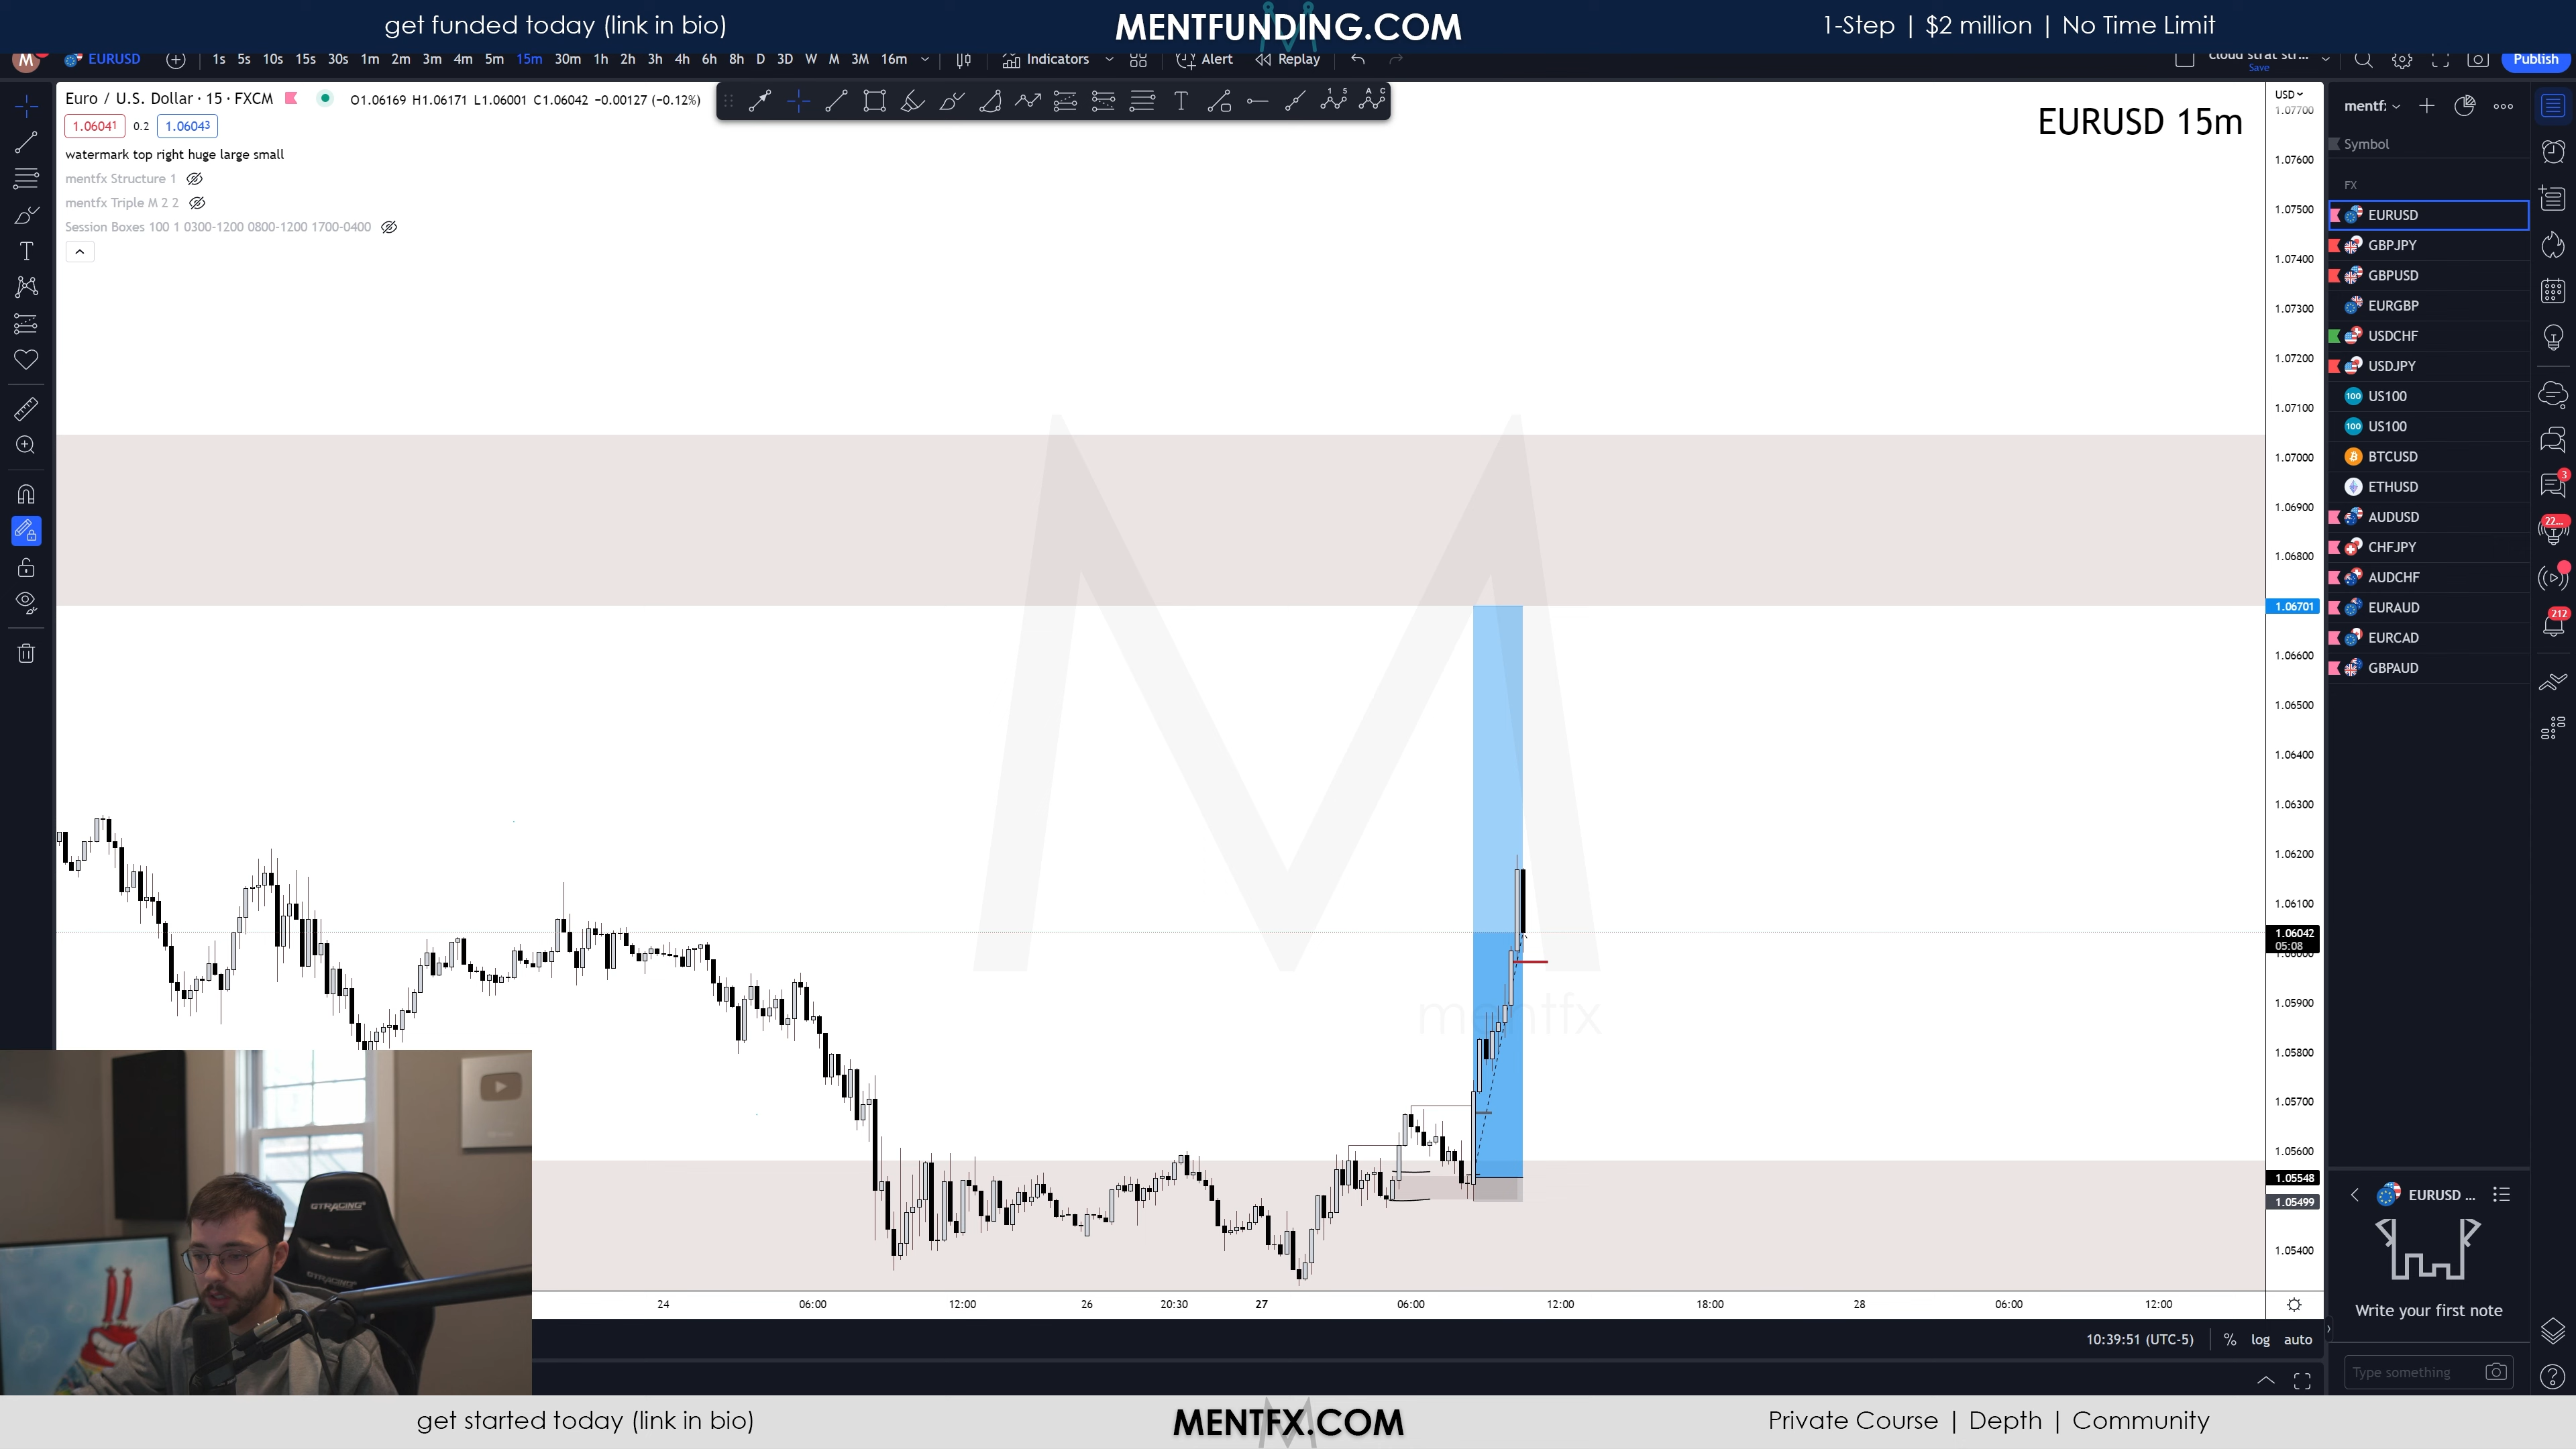 get funded today (link in bio)
MENTFUNDING.COM
1-Step | $2 million | No Time Limit
M
EURUSD
1s 5s 10s 15s 30s 1m 2m 3m 4m 5m 15m 30m 1h 2h 3h 4h 6h 8h D 3D W M 3M 16m
Indicators
Alert
Replay
Save
Publish
Euro / U.S. Dollar · 15 · FXCM
O1.06169 H1.06171 L1.06001 C1.06042 −0.00127 (−0.12%)
1.06041 0.2 1.06043
watermark top right huge large small
mentfx Structure 1
mentfx Triple M 2 2
Session Boxes 100 1 0300-1200 0800-1200 1700-0400
EURUSD 15m
M
mentfx
USD
1.07700
1.07600
1.07500
1.07400
1.07300
1.07200
1.07100
1.07000
1.06900
1.06800
1.06701
1.06600
1.06500
1.06400
1.06300
1.06200
1.06100
1.06042
05:08
1.05900
1.05800
1.05700
1.05600
1.05548
1.05499
1.05400
24 06:00 12:00 26 20:30 27 06:00 12:00 18:00 28 06:00 12:00
10:39:51 (UTC-5) % log auto
mentf:
Symbol
FX
EURUSD
GBPJPY
GBPUSD
EURGBP
USDCHF
USDJPY
100 US100
100 US100
BTCUSD
ETHUSD
AUDUSD
CHFJPY
AUDCHF
EURAUD
EURCAD
GBPAUD
3
22...
212
EURUSD ...
Write your first note
Type something
GTRACING
GTRACING
get started today (link in bio)
MENTFX.COM
Private Course | Depth | Community